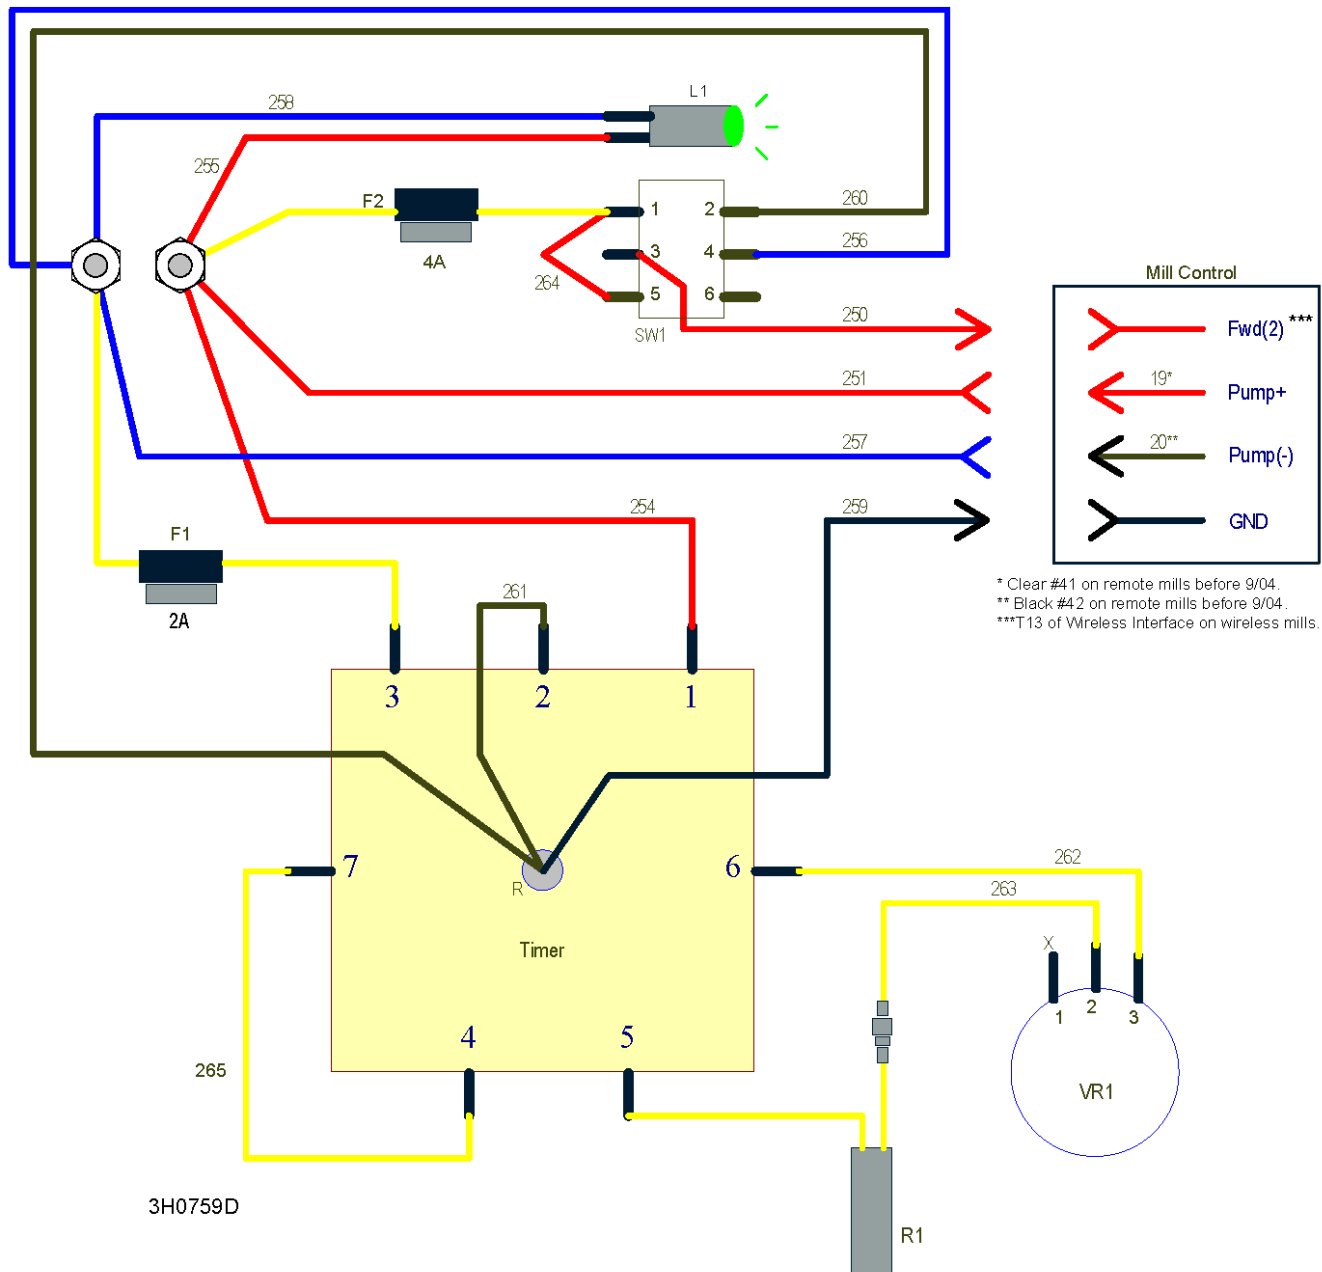 L1
258
255
F2
4A
1
2
260
3
4
256
264
5
6
SW1
250
Mill Control
Fwd(2) ***
251
19*
Pump+
257
20**
Pump(-)
254
259
GND
F1
2A
* Clear #41 on remote mills before 9/04.
** Black #42 on remote mills before 9/04.
***T13 of Wireless Interface on wireless mills.
261
3
2
1
7
6
262
R
263
Timer
X
1
2
3
4
5
265
VR1
3H0759D
R1